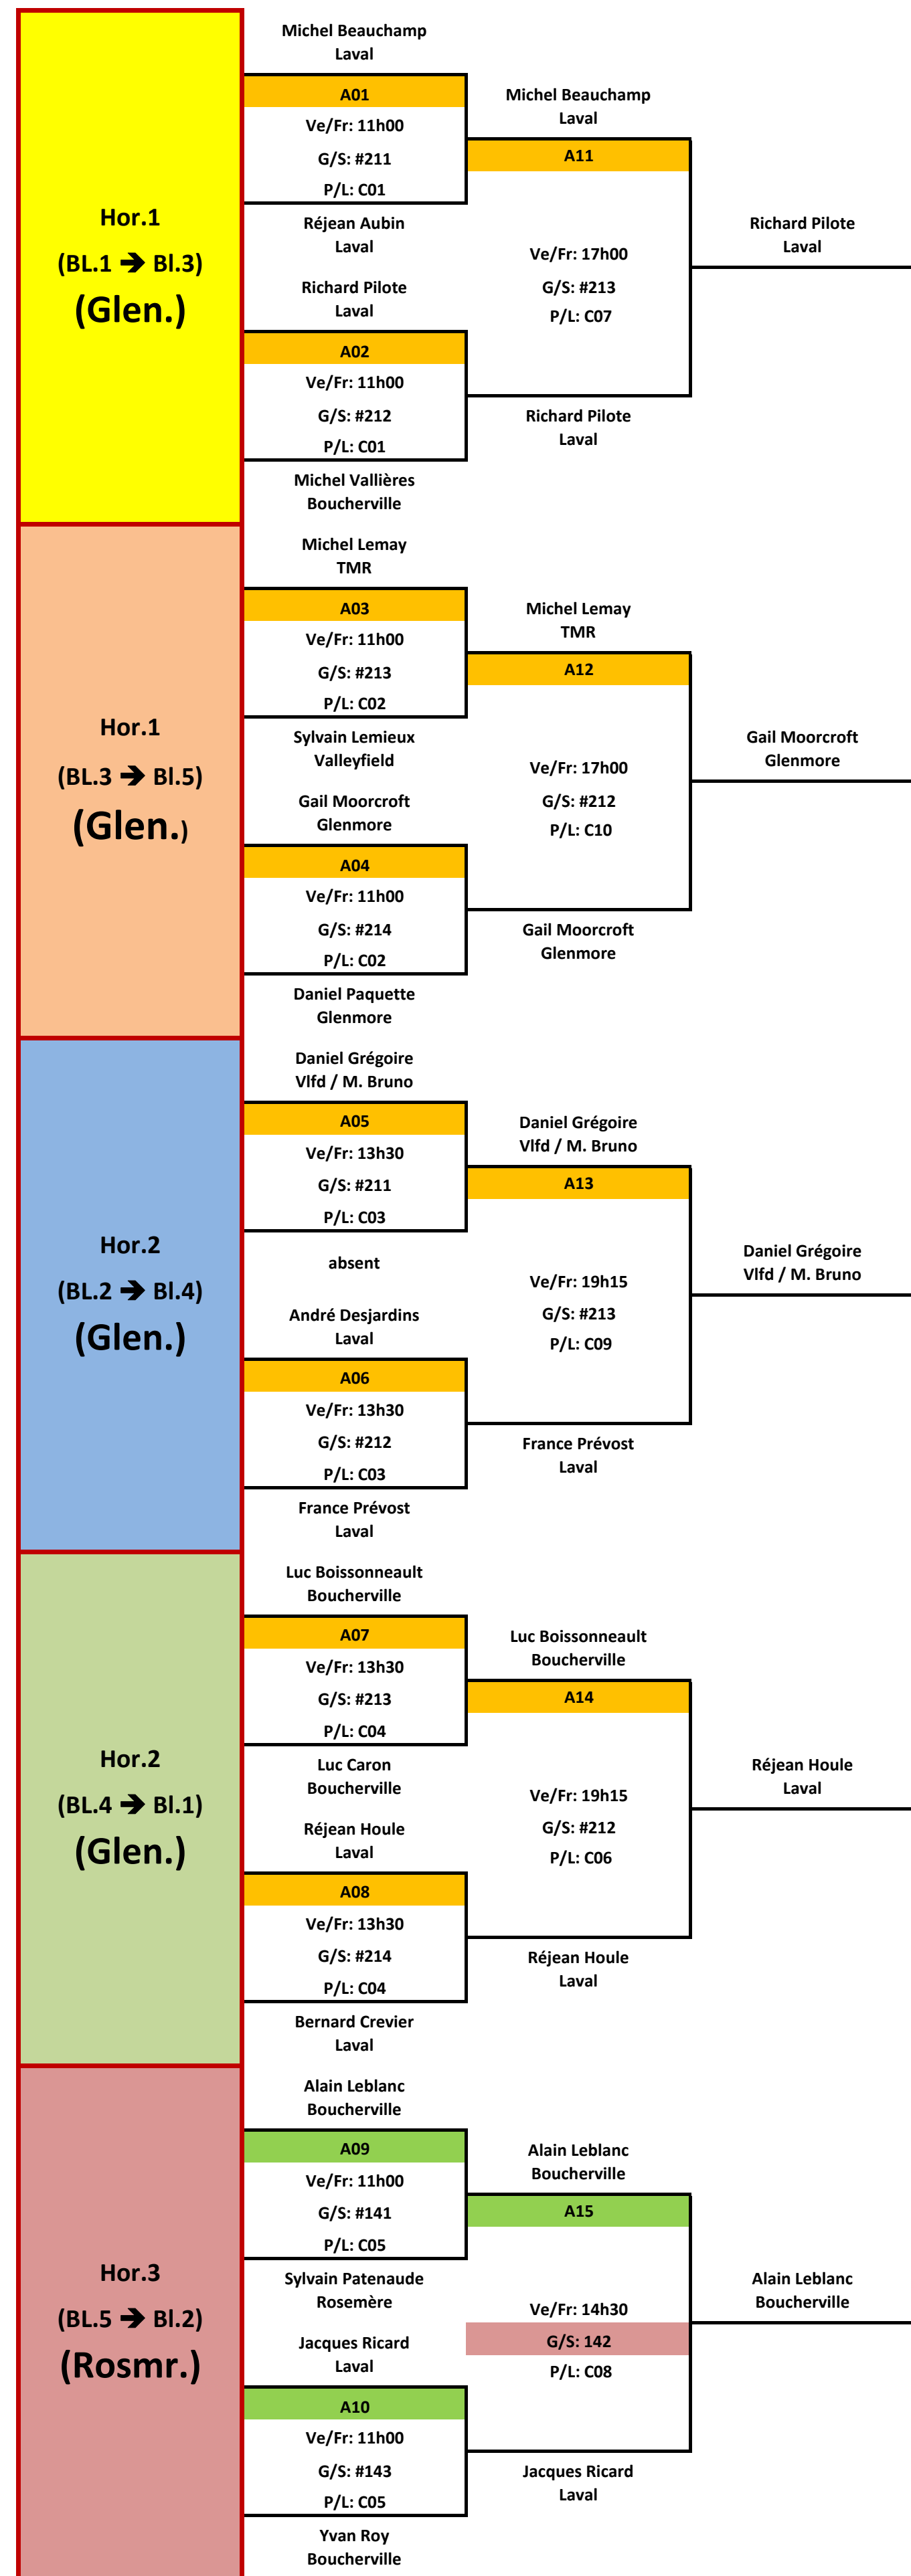 Hor.1
(BL.1 ➔ Bl.3)
(Glen.)
Michel Beauchamp
Laval
A01
Ve/Fr: 11h00
G/S: #211
P/L: C01
Réjean Aubin
Laval
Richard Pilote
Laval
A02
Ve/Fr: 11h00
G/S: #212
P/L: C01
Michel Vallières
Boucherville
Michel Beauchamp
Laval
A11
Ve/Fr: 17h00
G/S: #213
P/L: C07
Richard Pilote
Laval
Richard Pilote
Laval
Hor.1
(BL.3 ➔ Bl.5)
(Glen.)
Michel Lemay
TMR
A03
Ve/Fr: 11h00
G/S: #213
P/L: C02
Sylvain Lemieux
Valleyfield
Gail Moorcroft
Glenmore
A04
Ve/Fr: 11h00
G/S: #214
P/L: C02
Daniel Paquette
Glenmore
Michel Lemay
TMR
A12
Ve/Fr: 17h00
G/S: #212
P/L: C10
Gail Moorcroft
Glenmore
Gail Moorcroft
Glenmore
Hor.2
(BL.2 ➔ Bl.4)
(Glen.)
Daniel Grégoire
Vlfd / M. Bruno
A05
Ve/Fr: 13h30
G/S: #211
P/L: C03
absent
André Desjardins
Laval
A06
Ve/Fr: 13h30
G/S: #212
P/L: C03
France Prévost
Laval
Daniel Grégoire
Vlfd / M. Bruno
A13
Ve/Fr: 19h15
G/S: #213
P/L: C09
France Prévost
Laval
Daniel Grégoire
Vlfd / M. Bruno
Hor.2
(BL.4 ➔ Bl.1)
(Glen.)
Luc Boissonneault
Boucherville
A07
Ve/Fr: 13h30
G/S: #213
P/L: C04
Luc Caron
Boucherville
Réjean Houle
Laval
A08
Ve/Fr: 13h30
G/S: #214
P/L: C04
Bernard Crevier
Laval
Luc Boissonneault
Boucherville
A14
Ve/Fr: 19h15
G/S: #212
P/L: C06
Réjean Houle
Laval
Réjean Houle
Laval
Hor.3
(BL.5 ➔ Bl.2)
(Rosmr.)
Alain Leblanc
Boucherville
A09
Ve/Fr: 11h00
G/S: #141
P/L: C05
Sylvain Patenaude
Rosemère
Jacques Ricard
Laval
A10
Ve/Fr: 11h00
G/S: #143
P/L: C05
Yvan Roy
Boucherville
Alain Leblanc
Boucherville
A15
Ve/Fr: 14h30
G/S: 142
P/L: C08
Jacques Ricard
Laval
Alain Leblanc
Boucherville